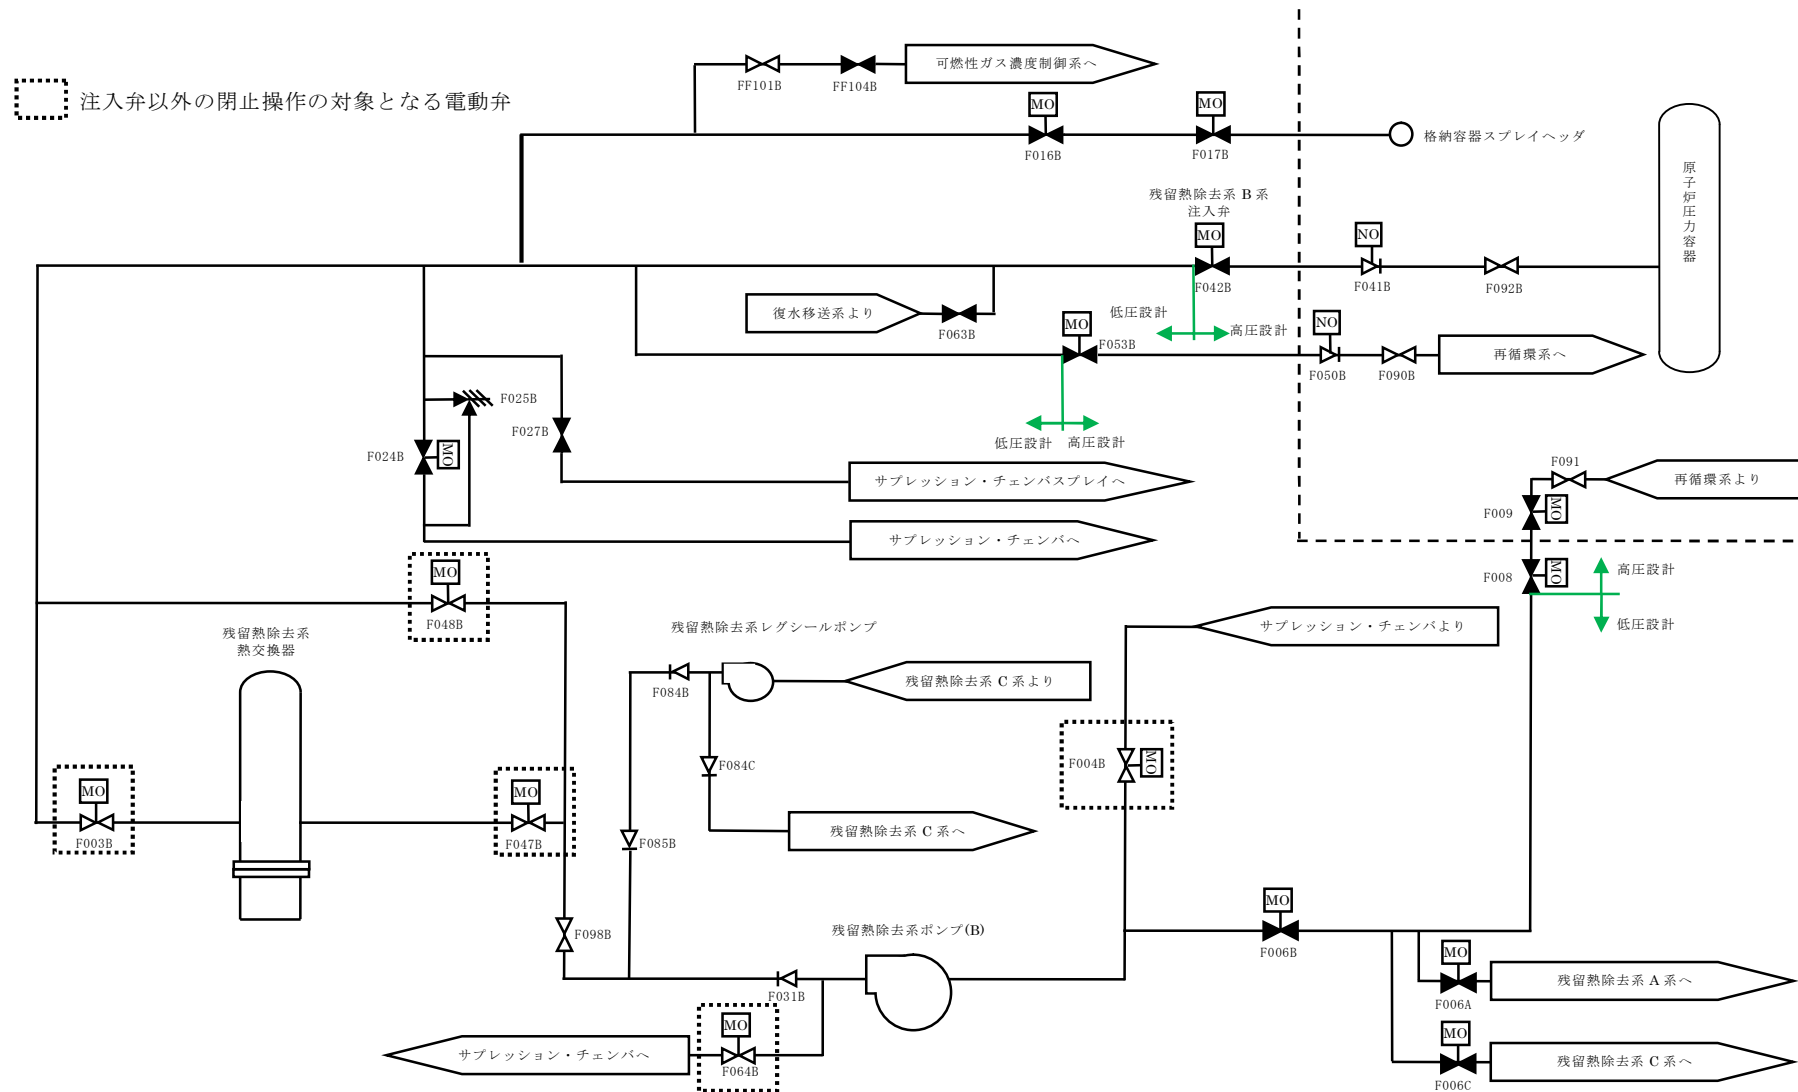 可燃性ガス濃度制御系へ
FF101B
FF104B
注入弁以外の閉止操作の対象となる電動弁
MO
MO
F016B
F017B
格納容器スプレイヘッダ
原子炉圧力容器
残留熱除去系 B 系
注入弁
MO
NO
F042B
F041B
F092B
復水移送系より
F063B
低圧設計
高圧設計
MO
F053B
NO
F050B
F090B
再循環系へ
F025B
F027B
F024B
MO
低圧設計
高圧設計
サプレッション・チェンバスプレイへ
サプレッション・チェンバへ
F091
再循環系より
F009
MO
F008
MO
高圧設計
低圧設計
MO
F048B
残留熱除去系
熱交換器
残留熱除去系レグシールポンプ
サプレッション・チェンバより
F084B
残留熱除去系 C 系より
F084C
F004B
MO
MO
F003B
MO
F047B
F085B
残留熱除去系 C 系へ
F098B
残留熱除去系ポンプ(B)
MO
F006B
F031B
MO
F006A
残留熱除去系 A 系へ
サプレッション・チェンバへ
MO
F064B
MO
F006C
残留熱除去系 C 系へ